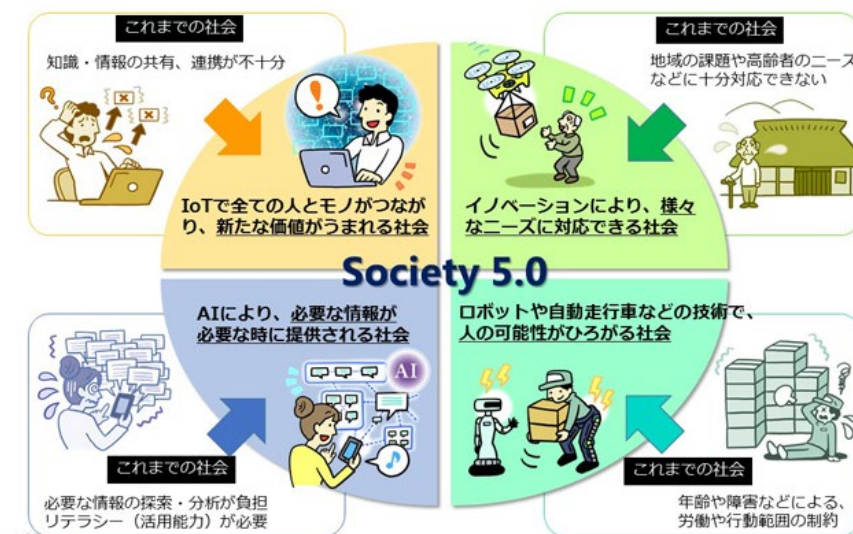 これまでの社会
知識・情報の共有、連携が不十分
IoTで全ての人とモノがつなが
り、新たな価値がうまれる社会
これまでの社会
地域の課題や高齢者のニーズ
などに十分対応できない
イノベーションにより、様々
なニーズに対応できる社会
Society 5.0
AIにより、必要な情報が
必要な時に提供される社会
AI
これまでの社会
必要な情報の探索・分析が負担
リテラシー（活用能力）が必要
ロボットや自動走行車などの技術で、
人の可能性がひろがる社会
これまでの社会
年齢や障害などによる、
労働や行動範囲の制約